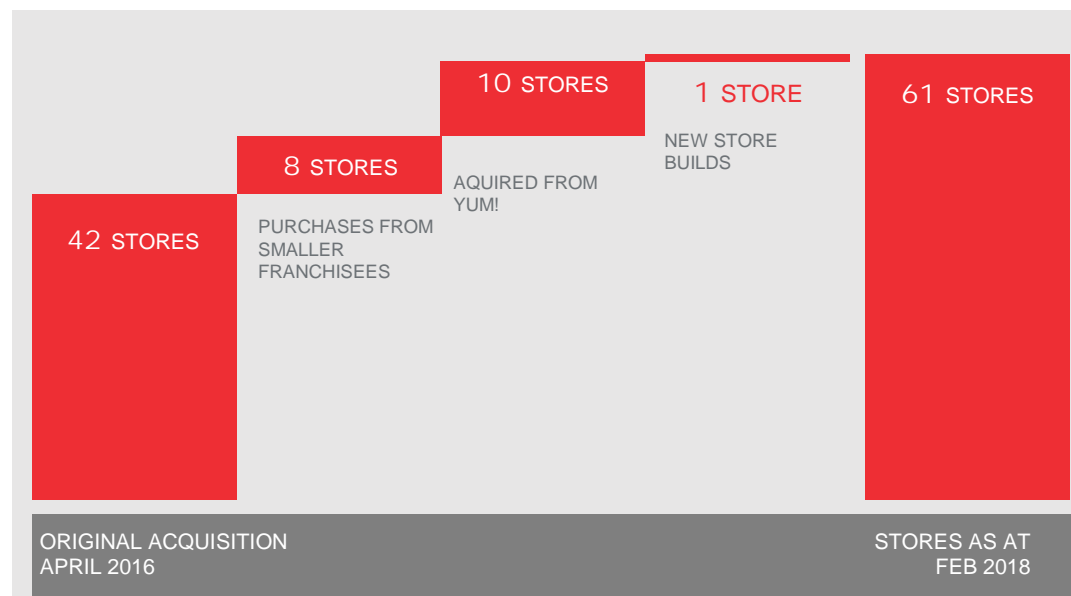 42 STORES
8 STORES
PURCHASES FROM
SMALLER
FRANCHISEES
10 STORES
AQUIRED FROM
YUM!
1 STORE
NEW STORE
BUILDS
61 STORES
ORIGINAL ACQUISITION
APRIL 2016
STORES AS AT
FEB 2018